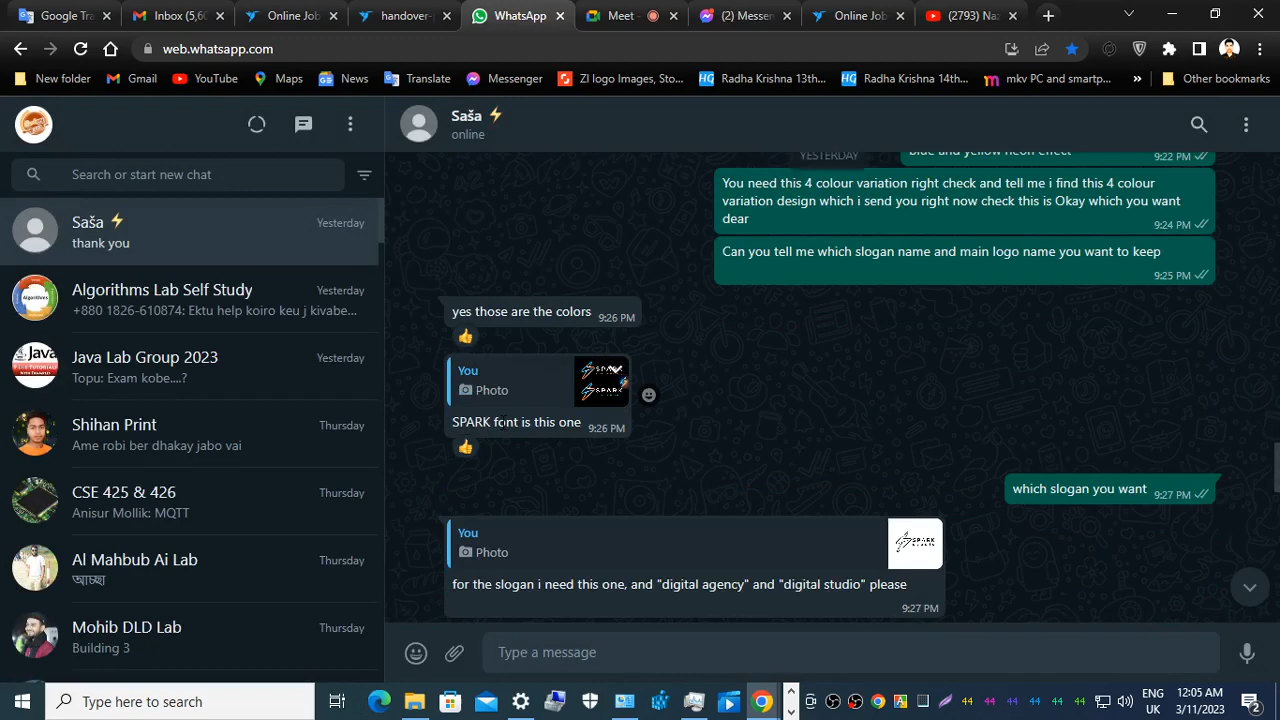 Google Tra
Inbox (5,60
Online Job
handover-p
WhatsApp
Meet -
(2) Messen
Online Job
(2793) Naz
web.whatsapp.com
New folder
Gmail
YouTube
Maps
News
Translate
Messenger
ZI logo Images, Sto...
HG
Radha Krishna 13th...
HG
Radha Krishna 14th...
mkv PC and smartp...
»
Other bookmarks
Saša ⚡
online
Search or start new chat
Saša ⚡
Yesterday
thank you
Algorithms Lab Self Study
Yesterday
+880 1826-610874: Ektu help koiro keu j kivabe...
Java Lab Group 2023
Yesterday
Topu: Exam kobe....?
Shihan Print
Thursday
Ame robi ber dhakay jabo vai
CSE 425 & 426
Thursday
Anisur Mollik: MQTT
Al Mahbub Ai Lab
Thursday
আচ্ছা
Mohib DLD Lab
Thursday
Building 3
YESTERDAY
blue and yellow neon effect
9:22 PM
You need this 4 colour variation right check and tell me i find this 4 colour
variation design which i send you right now check this is Okay which you want
dear
9:24 PM
Can you tell me which slogan name and main logo name you want to keep
9:25 PM
yes those are the colors
9:26 PM
👍
You
Photo
SPARK
SPARK
SPARK font is this one
9:26 PM
👍
which slogan you want
9:27 PM
You
Photo
SPARK
for the slogan i need this one, and "digital agency" and "digital studio" please
9:27 PM
Type a message
Type here to search
44
44
44
44
ENG
UK
12:05 AM
3/11/2023
2